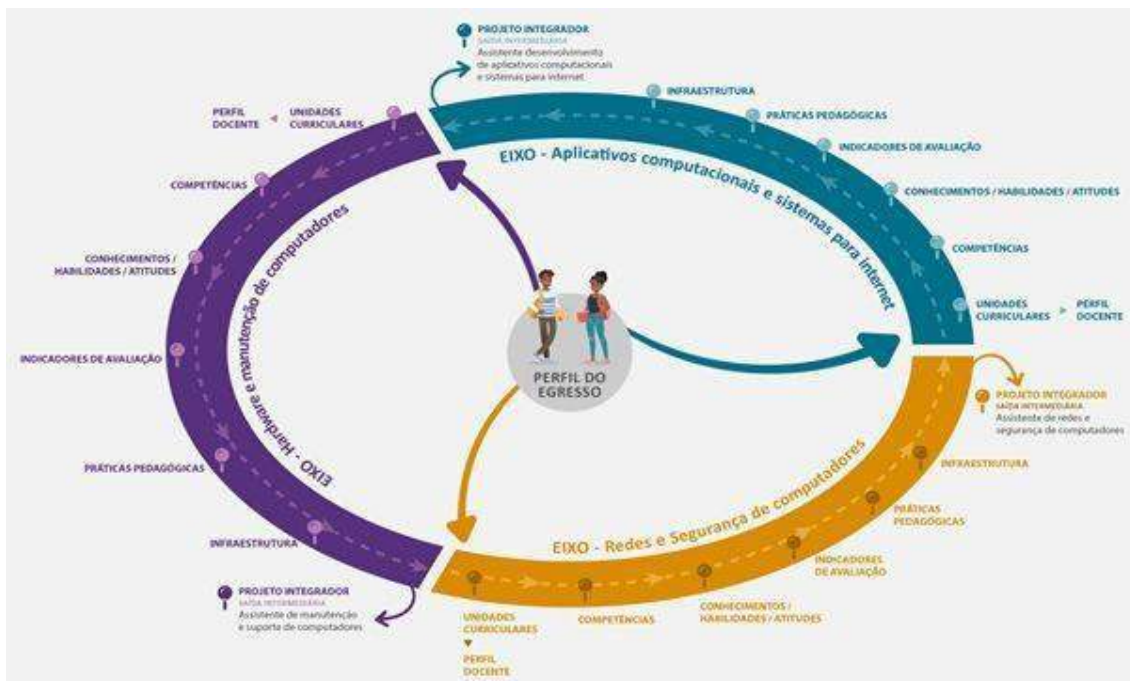 PROJETO INTEGRADOR
SAÍDA INTERMEDIÁRIA
Assistente desenvolvimento
de aplicativos computacionais
e sistemas para internet
INFRAESTRUTURA
PRÁTICAS PEDAGÓGICAS
INDICADORES DE AVALIAÇÃO
CONHECIMENTOS / HABILIDADES / ATITUDES
COMPETÊNCIAS
UNIDADES
CURRICULARES
PERFIL
DOCENTE
EIXO - Aplicativos computacionais e sistemas para internet
PERFIL
DOCENTE
UNIDADES
CURRICULARES
COMPETÊNCIAS
CONHECIMENTOS /
HABILIDADES / ATITUDES
INDICADORES DE AVALIAÇÃO
PRÁTICAS PEDAGÓGICAS
INFRAESTRUTURA
EIXO - Hardware e manutenção de computadores
PROJETO INTEGRADOR
SAÍDA INTERMEDIÁRIA
Assistente de manutenção
e suporte de computadores
PERFIL DO
EGRESSO
EIXO - Redes e Segurança de computadores
UNIDADES
CURRICULARES
PERFIL
DOCENTE
COMPETÊNCIAS
CONHECIMENTOS /
HABILIDADES / ATITUDES
INDICADORES
DE AVALIAÇÃO
PRÁTICAS
PEDAGÓGICAS
INFRAESTRUTURA
PROJETO INTEGRADOR
SAÍDA INTERMEDIÁRIA
Assistente de redes e
segurança de computadores